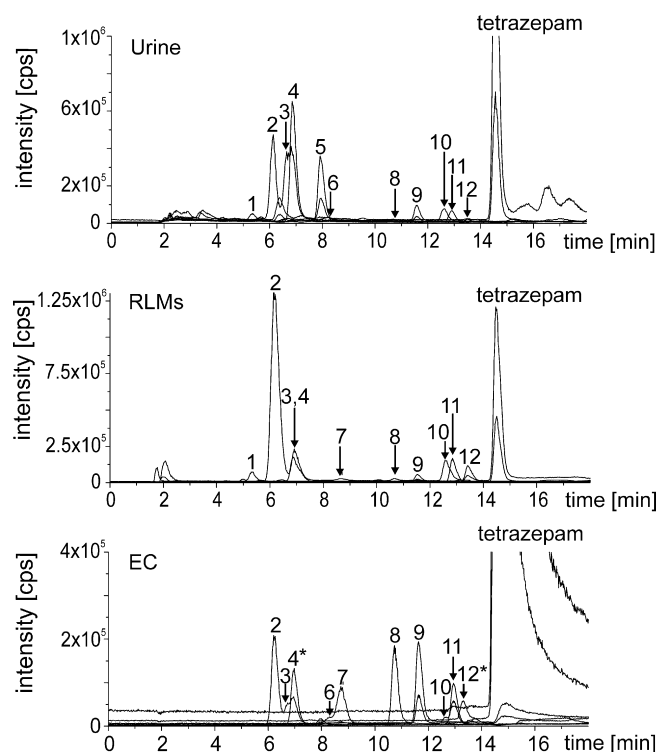 tetrazepam
Urine
intensity [cps]
1x10⁶
6x10⁵
2x10⁵
0
1 2 3 4 5 6 8 9 10 11 12
0 2 4 6 8 10 12 14 16 time [min]
tetrazepam
RLMs
intensity [cps]
1.25x10⁶
7.5x10⁵
2.5x10⁵
0
1 2 3,4 7 8 9 10 11 12
0 2 4 6 8 10 12 14 16 time [min]
tetrazepam
EC
intensity [cps]
4x10⁵
2x10⁵
0
2 3 4* 6 7 8 9 10 11 12*
0 2 4 6 8 10 12 14 16 time [min]